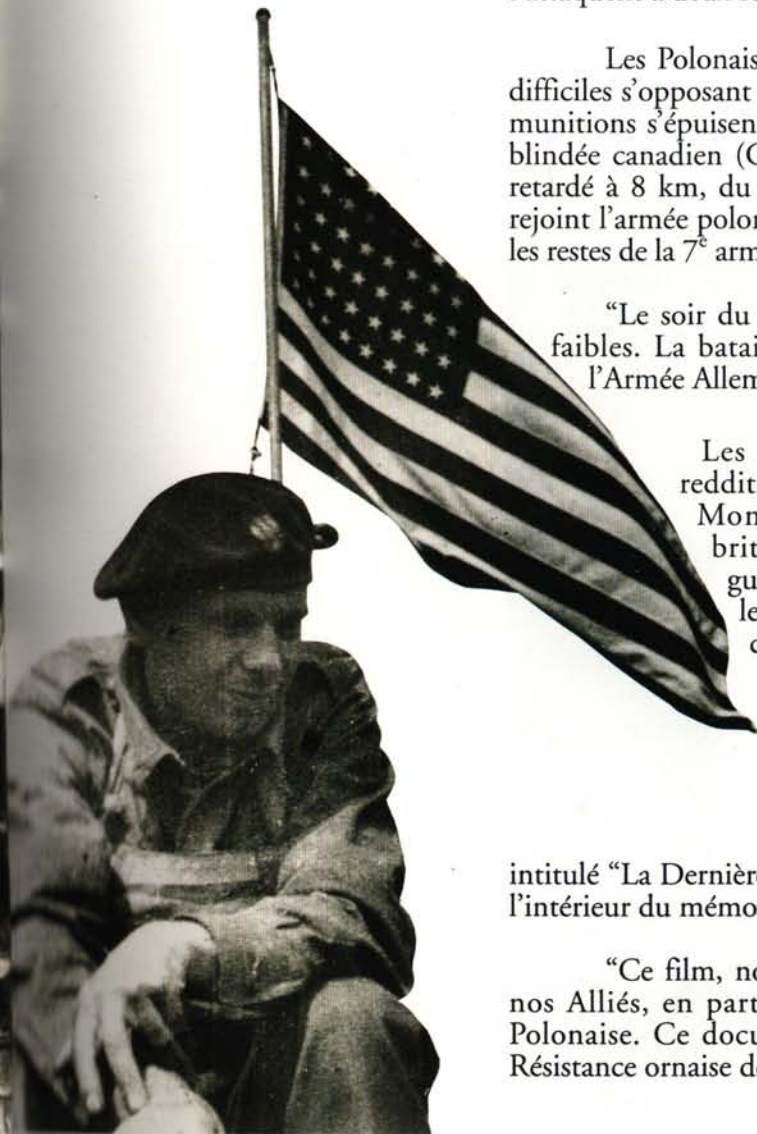 Les Polonais
difficiles s'opposant
munitions s'épuisen
blindée canadien (
retardé à 8 km, du
rejoint l'armée polon
les restes de la 7e arm
“Le soir du
faibles. La batai
l'Armée Allem
Les
reddit
Mon
brit
gu
le
intitulé “La Dernière
l'intérieur du mémo
“Ce film, no
nos Alliés, en part
Polonaise. Ce docu
Résistance ornaise d